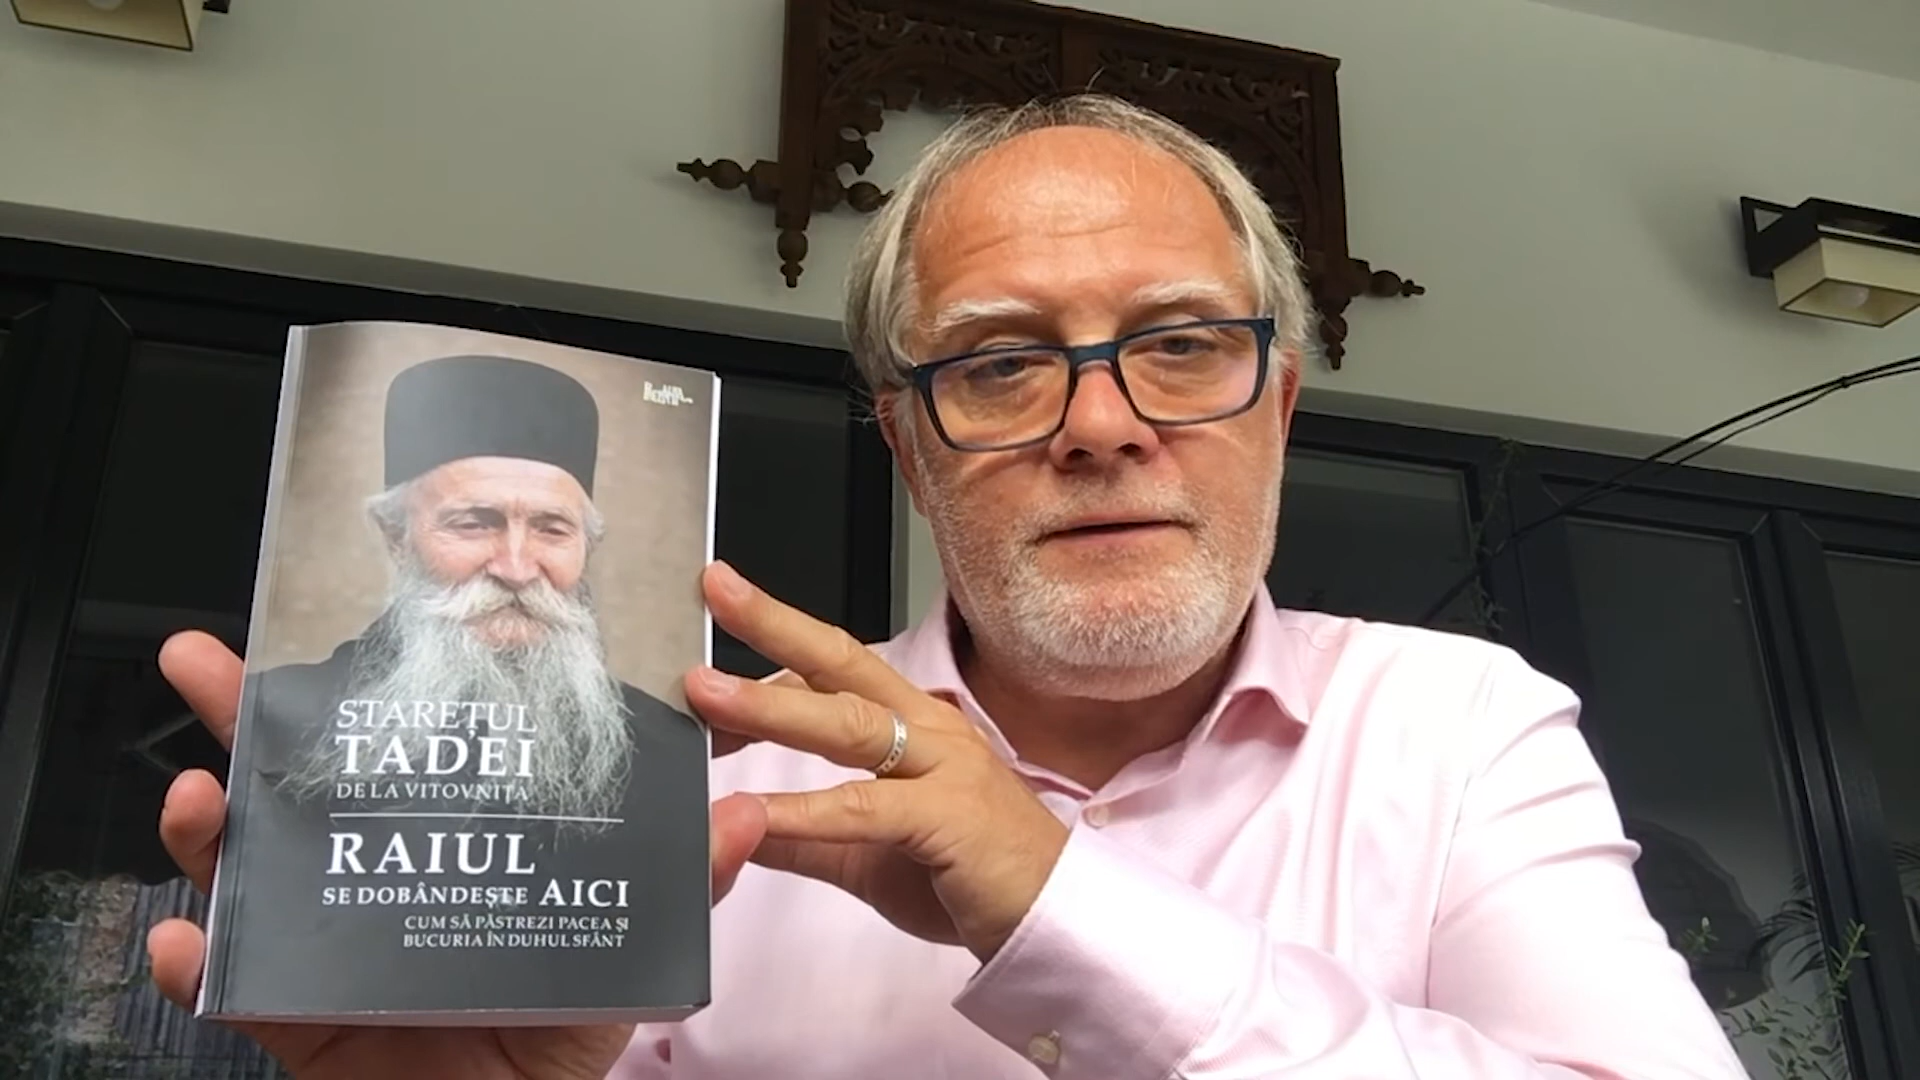 STAREȚUL
TADEI
DE LA VITOVNIȚA
RAIUL
SE DOBÂNDEȘTE AICI
CUM SĂ PĂSTREZI PACEA ȘI
BUCURIA ÎN DUHUL SFÂNT